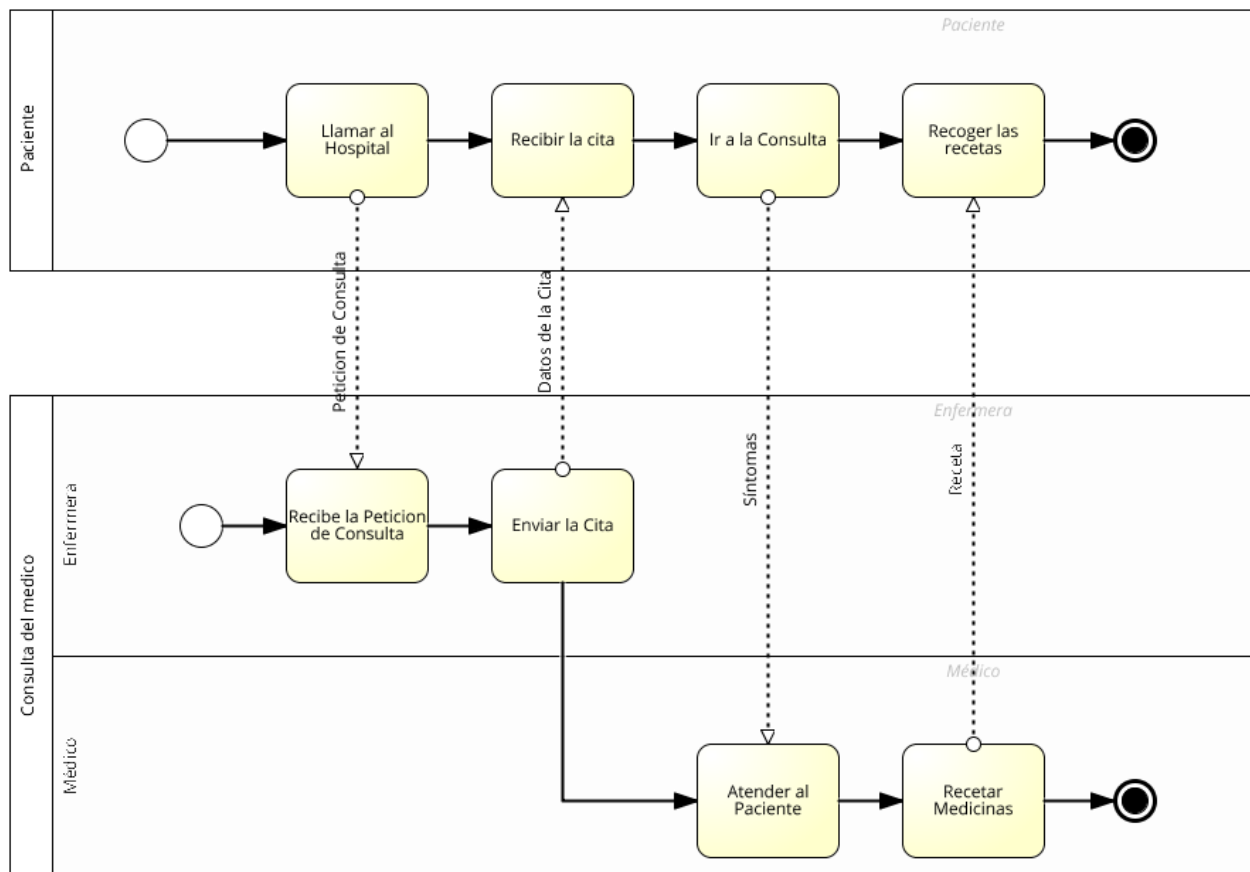 Paciente
Paciente
Llamar al
Hospital
Recibir la cita
Ir a la Consulta
Recoger las
recetas
Peticion de Consulta
Datos de la Cita
Síntomas
Receta
Consulta del medico
Enfermera
Enfermera
Recibe la Peticion
de Consulta
Enviar la Cita
Médico
Médico
Atender al
Paciente
Recetar
Medicinas